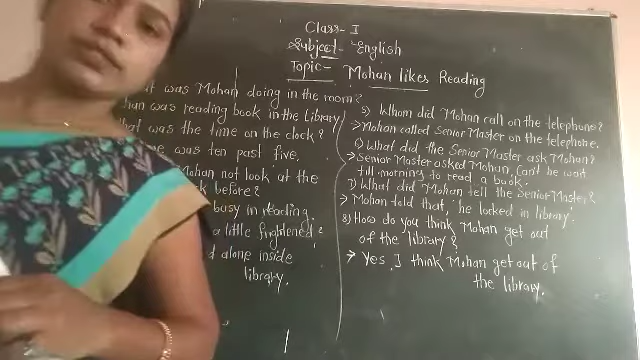 Class- I
Subject- English
Topic- Mohan likes Reading
was Mohan doing in the morn?
was reading book in the Library
was the time on the clock?
was ten past five.
Mohan not look at the
before?
busy in reading.
a little frightened?
alone inside
library.
5) Whom did Mohan call on the telephone?
→ Mohan called Senior Master on the telephone.
What did the Senior Master ask Mohan?
→ Senior Master asked Mohan, Can't he wait
till morning to read a book.
7) What did Mohan tell the Senior Master?
→ Mohan told that, 'he locked in library'.
8) How do you think Mohan get out
of the library?
→ Yes, I think Mohan get out of
the library.